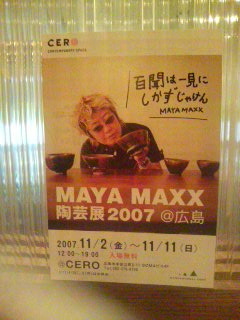 CERO
CONTEMPORARY SPACE
百聞は一見に
しかずじゃけん
MAYA MAXX
MAYA MAXX
陶芸展2007 @広島
2007 11/2(金)～11/11(日)
12:00-19:00 入場無料
@CERO